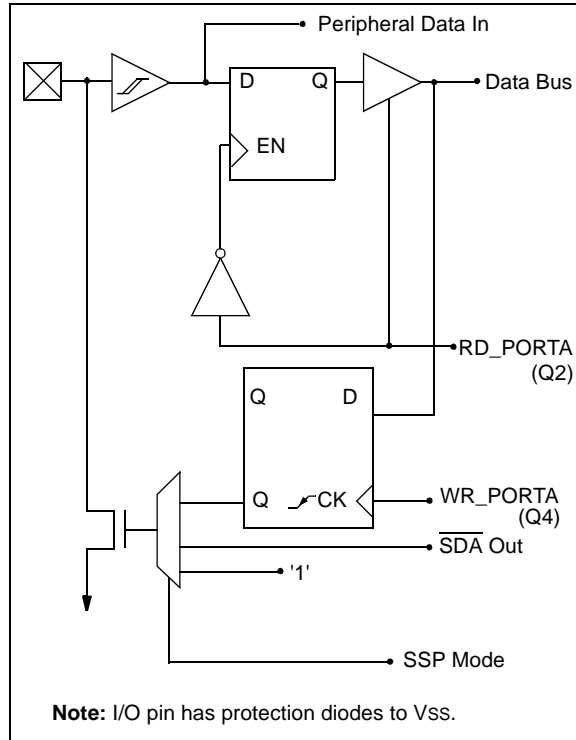 Peripheral Data In
D Q
Data Bus
EN
RD_PORTA
(Q2)
Q D
Q CK
WR_PORTA
(Q4)
SDA Out
'1'
SSP Mode
Note: I/O pin has protection diodes to VSS.